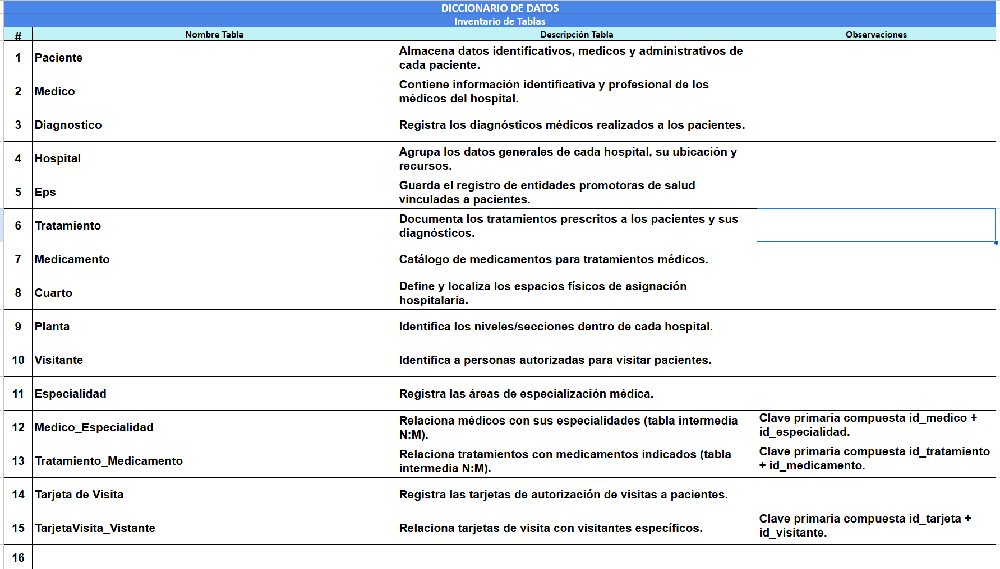 DICCIONARIO DE DATOS
Inventario de Tablas
# Nombre Tabla Descripción Tabla Observaciones
1 Paciente Almacena datos identificativos, medicos y administrativos de
cada paciente.
2 Medico Contiene información identificativa y profesional de los
médicos del hospital.
3 Diagnostico Registra los diagnósticos médicos realizados a los pacientes.
4 Hospital Agrupa los datos generales de cada hospital, su ubicación y
recursos.
5 Eps Guarda el registro de entidades promotoras de salud
vinculadas a pacientes.
6 Tratamiento Documenta los tratamientos prescritos a los pacientes y sus
diagnósticos.
7 Medicamento Catálogo de medicamentos para tratamientos médicos.
8 Cuarto Define y localiza los espacios físicos de asignación
hospitalaria.
9 Planta Identifica los niveles/secciones dentro de cada hospital.
10 Visitante Identifica a personas autorizadas para visitar pacientes.
11 Especialidad Registra las áreas de especialización médica.
12 Medico_Especialidad Relaciona médicos con sus especialidades (tabla intermedia
N:M).
Clave primaria compuesta id_medico +
id_especialidad.
13 Tratamiento_Medicamento Relaciona tratamientos con medicamentos indicados (tabla
intermedia N:M).
Clave primaria compuesta id_tratamiento
+ id_medicamento.
14 Tarjeta de Visita Registra las tarjetas de autorización de visitas a pacientes.
15 TarjetaVisita_Vistante Relaciona tarjetas de visita con visitantes específicos.
Clave primaria compuesta id_tarjeta +
id_visitante.
16